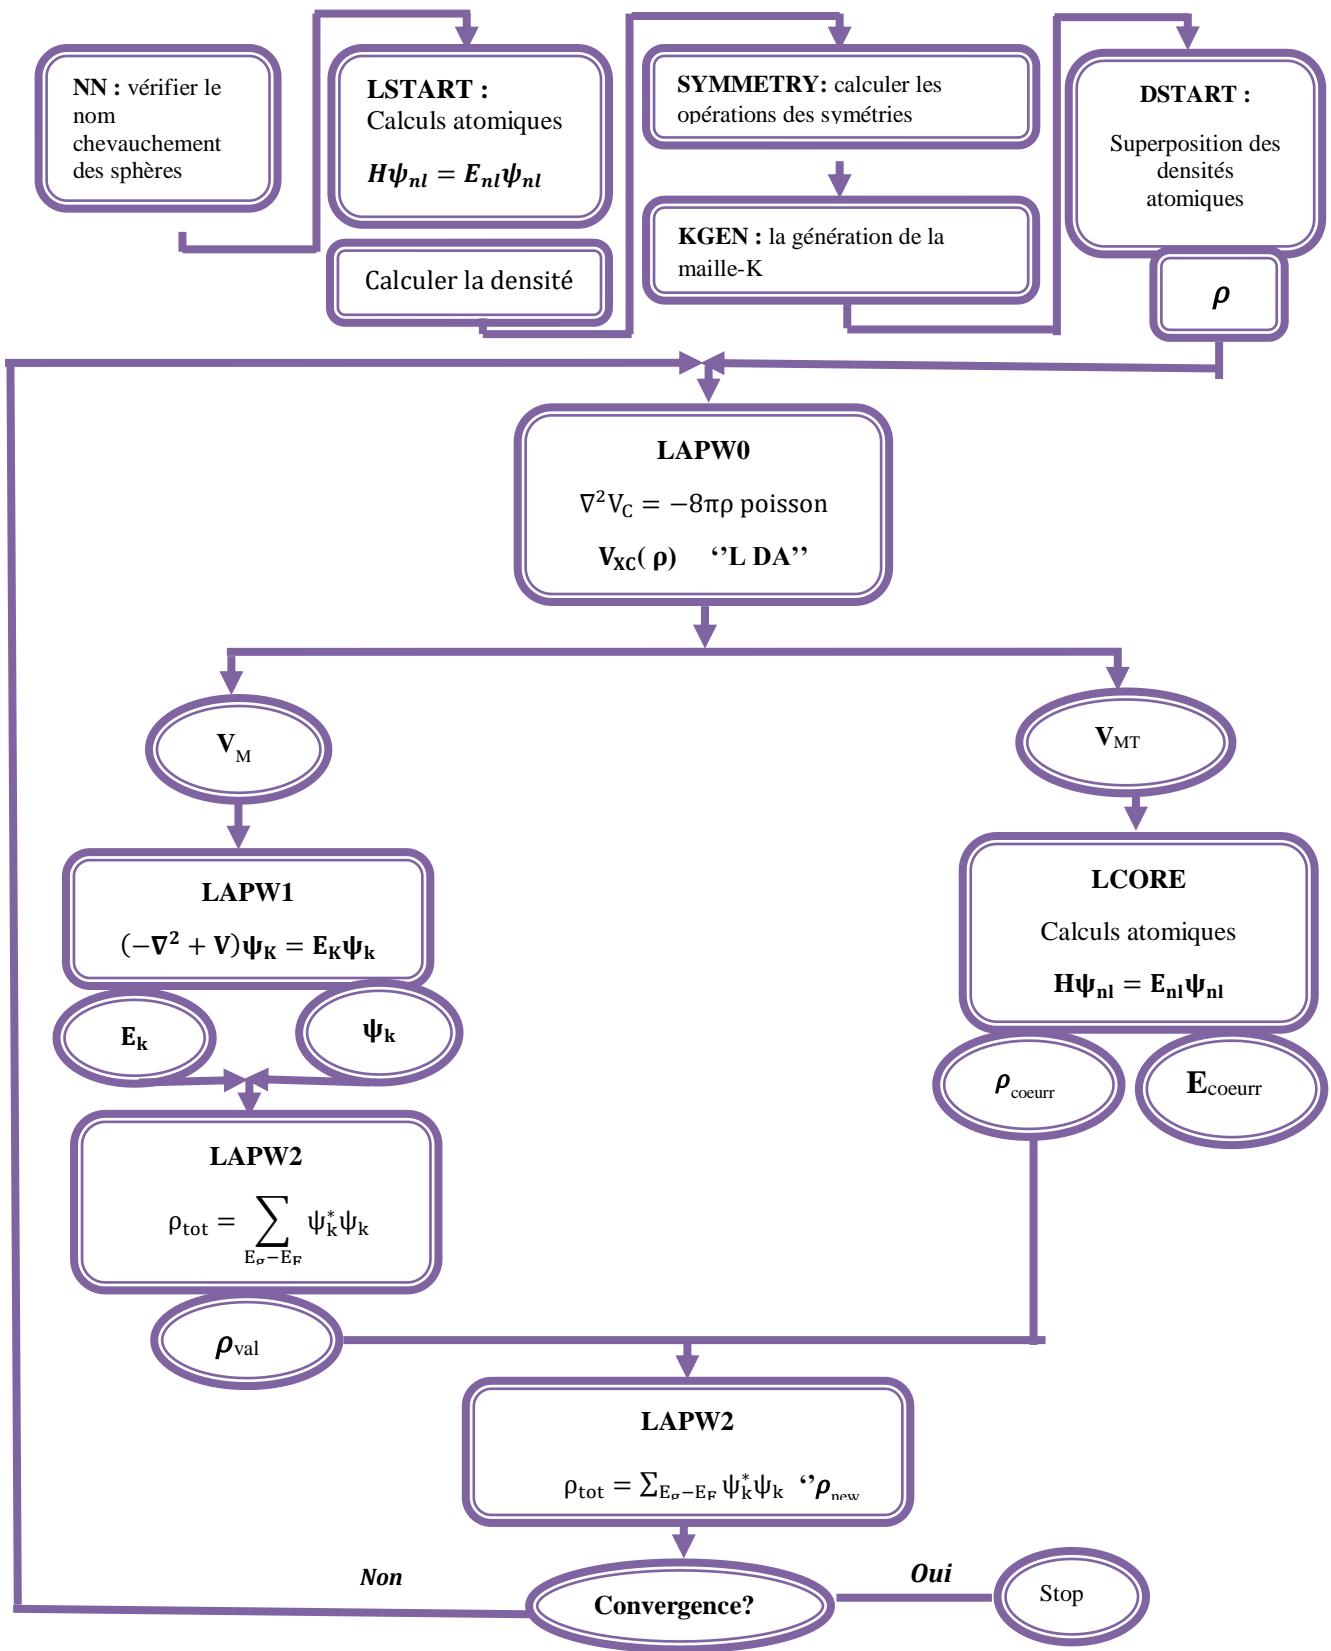 NN : vérifier le
nom
chevauchement
des sphères
LSTART :
Calculs atomiques
Hψnl = Enlψnl
Calculer la densité
SYMMETRY: calculer les
opérations des symétries
KGEN : la génération de la
maille-K
DSTART :
Superposition des
densités
atomiques
ρ
LAPW0
∇²VC = −8πρ poisson
VXC( ρ) ‘’L DA’’
VM
VMT
LAPW1
(−∇² + V)ψK = EKψk
Ek
ψk
LCORE
Calculs atomiques
Hψnl = Enlψnl
ρcoeurr
Ecoeurr
LAPW2
ρtot = ∑ ψk*ψk
Eg−EF
ρval
LAPW2
ρtot = ∑Eg−EF ψk*ψk ‘’ρnew
Non
Convergence?
Oui
Stop